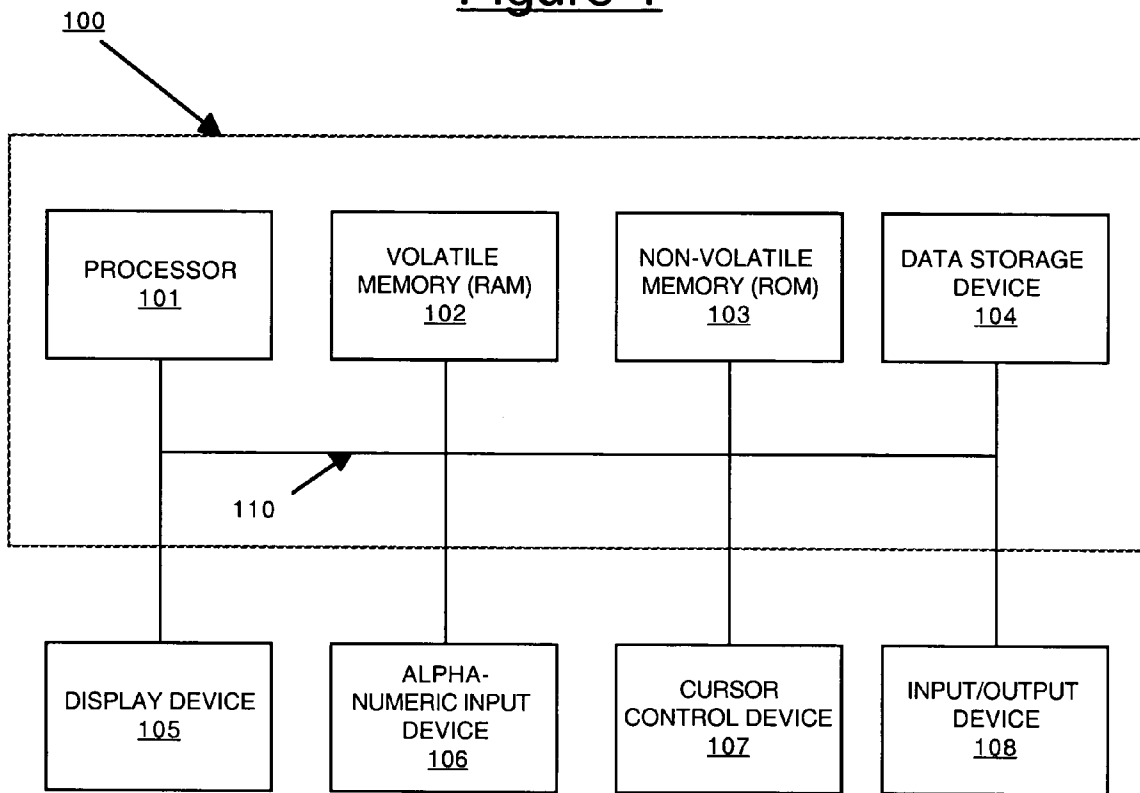 100
PROCESSOR
101
VOLATILE
MEMORY (RAM)
102
NON-VOLATILE
MEMORY (ROM)
103
DATA STORAGE
DEVICE
104
110
DISPLAY DEVICE
105
ALPHA-
NUMERIC INPUT
DEVICE
106
CURSOR
CONTROL DEVICE
107
INPUT/OUTPUT
DEVICE
108